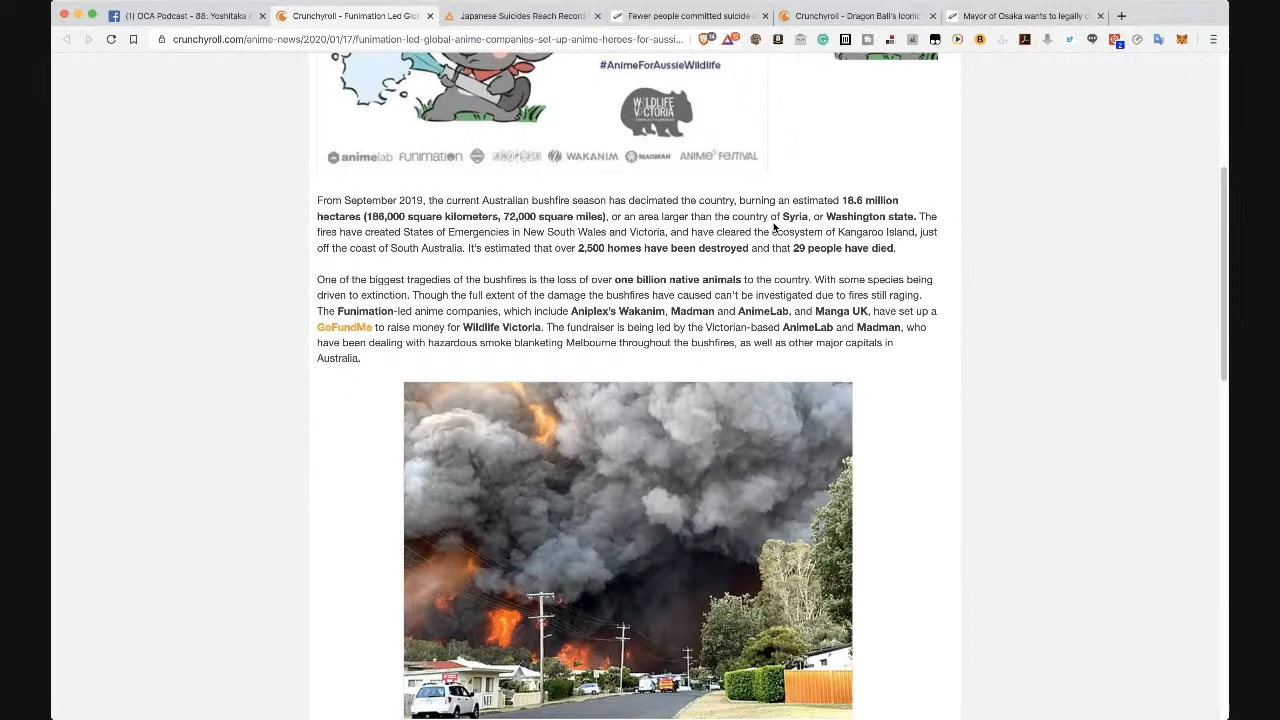 (1) OCA Podcast - 88: Yoshitaka
Crunchyroll - Funimation Led Glo
Japanese Suicides Reach Record
Fewer people committed suicide
Crunchyroll - Dragon Ball's Iconic
Mayor of Osaka wants to legally
crunchyroll.com/anime-news/2020/01/17/funimation-led-global-anime-companies-set-up-anime-heroes-for-aussi...
#AnimeForAussieWildlife
WILDLIFE
VICTORIA
animelab FUNIMATION WAKANIM MADMAN ANIME FESTIVAL
From September 2019, the current Australian bushfire season has decimated the country, burning an estimated 18.6 million
hectares (186,000 square kilometers, 72,000 square miles), or an area larger than the country of Syria, or Washington state. The
fires have created States of Emergencies in New South Wales and Victoria, and have cleared the ecosystem of Kangaroo Island, just
off the coast of South Australia. It's estimated that over 2,500 homes have been destroyed and that 29 people have died.
One of the biggest tragedies of the bushfires is the loss of over one billion native animals to the country. With some species being
driven to extinction. Though the full extent of the damage the bushfires have caused can't be investigated due to fires still raging.
The Funimation-led anime companies, which include Aniplex's Wakanim, Madman and AnimeLab, and Manga UK, have set up a
GoFundMe to raise money for Wildlife Victoria. The fundraiser is being led by the Victorian-based AnimeLab and Madman, who
have been dealing with hazardous smoke blanketing Melbourne throughout the bushfires, as well as other major capitals in
Australia.